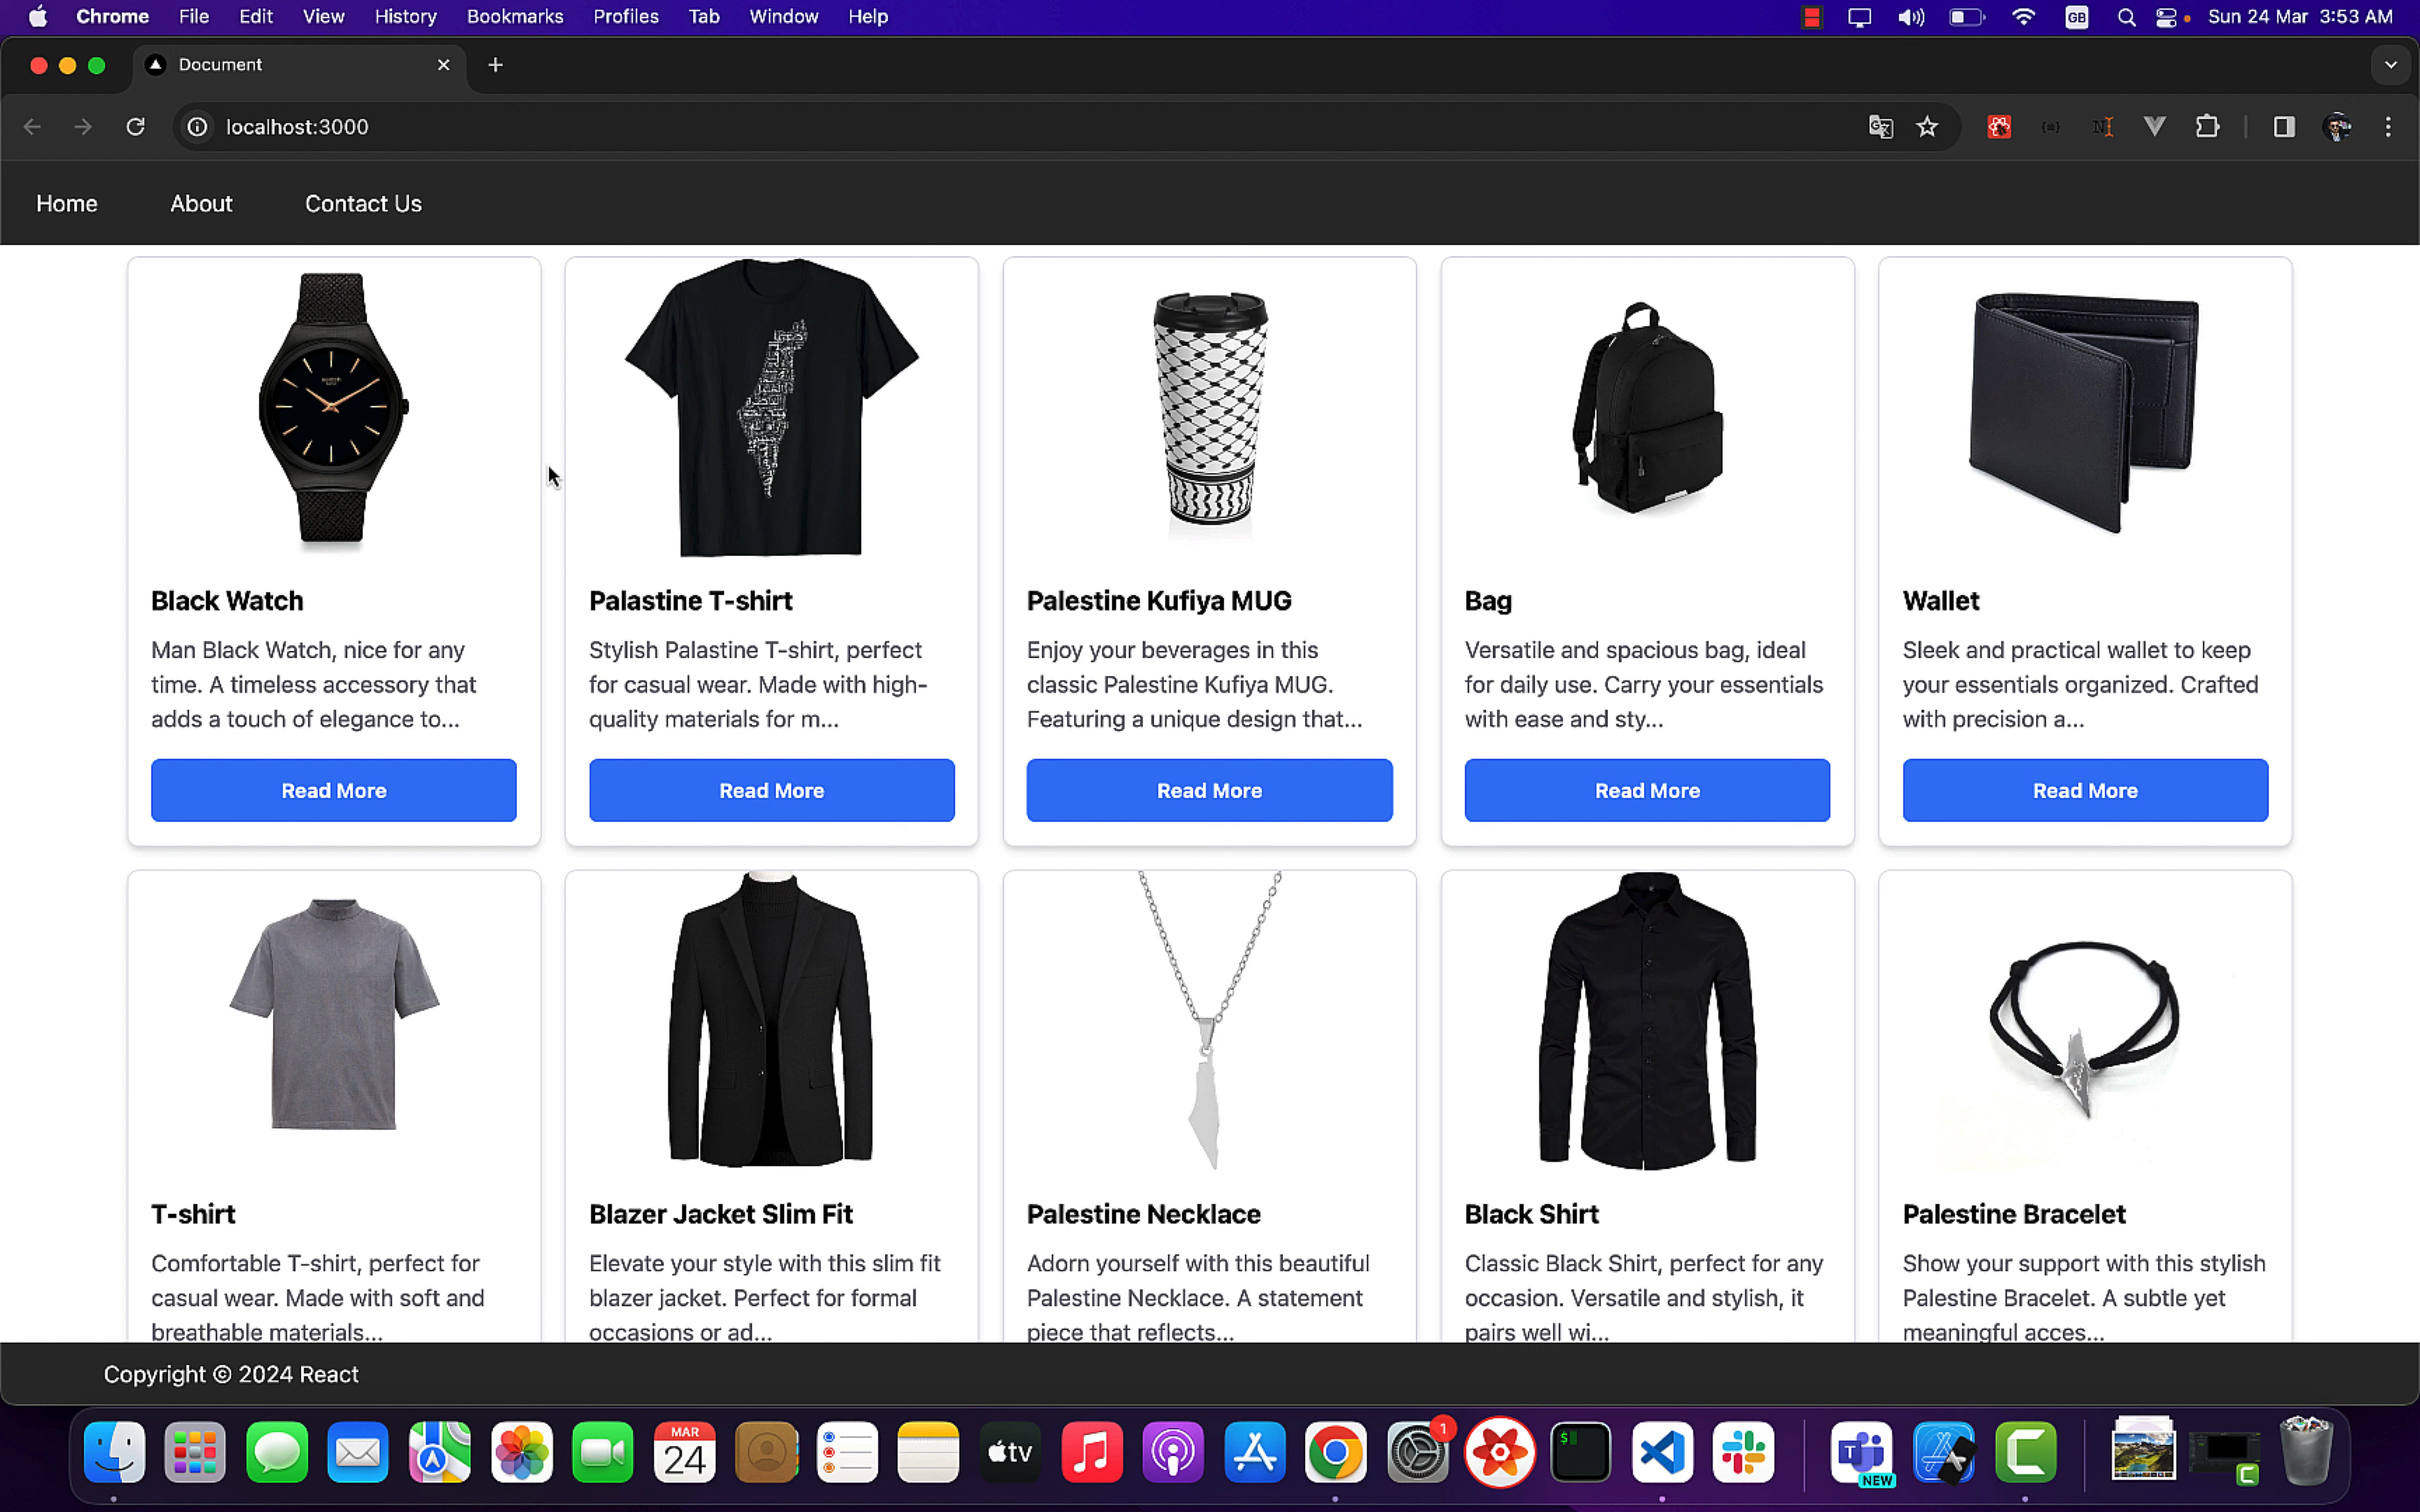 Chrome File Edit View History Bookmarks Profiles Tab Window Help GB Sun 24 Mar 3:53 AM
Document
localhost:3000
Home About Contact Us
Black Watch
Man Black Watch, nice for any
time. A timeless accessory that
adds a touch of elegance to...
Read More
Palastine T-shirt
Stylish Palastine T-shirt, perfect
for casual wear. Made with high-
quality materials for m...
Read More
Palestine Kufiya MUG
Enjoy your beverages in this
classic Palestine Kufiya MUG.
Featuring a unique design that...
Read More
Bag
Versatile and spacious bag, ideal
for daily use. Carry your essentials
with ease and sty...
Read More
Wallet
Sleek and practical wallet to keep
your essentials organized. Crafted
with precision a...
Read More
T-shirt
Comfortable T-shirt, perfect for
casual wear. Made with soft and
breathable materials...
Blazer Jacket Slim Fit
Elevate your style with this slim fit
blazer jacket. Perfect for formal
occasions or ad...
Palestine Necklace
Adorn yourself with this beautiful
Palestine Necklace. A statement
piece that reflects...
Black Shirt
Classic Black Shirt, perfect for any
occasion. Versatile and stylish, it
pairs well wi...
Palestine Bracelet
Show your support with this stylish
Palestine Bracelet. A subtle yet
meaningful acces...
Copyright © 2024 React
MAR
24
tv
1
$
T
NEW